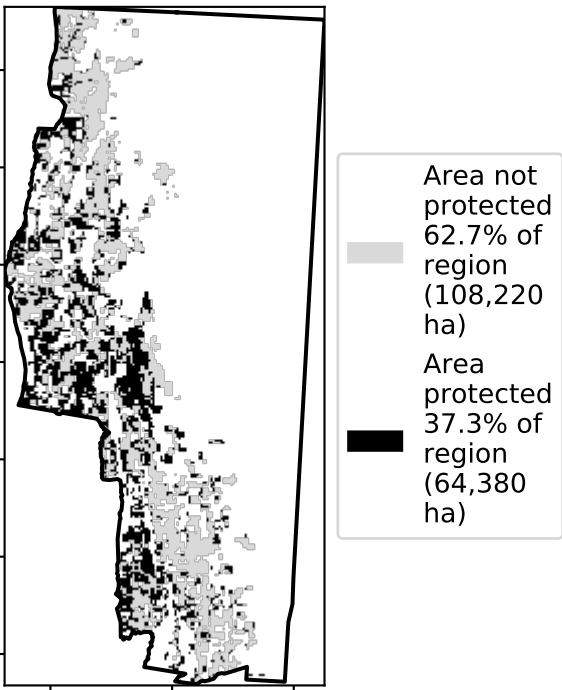 Area not
protected
62.7% of
region
(108,220
ha)
Area
protected
37.3% of
region
(64,380
ha)